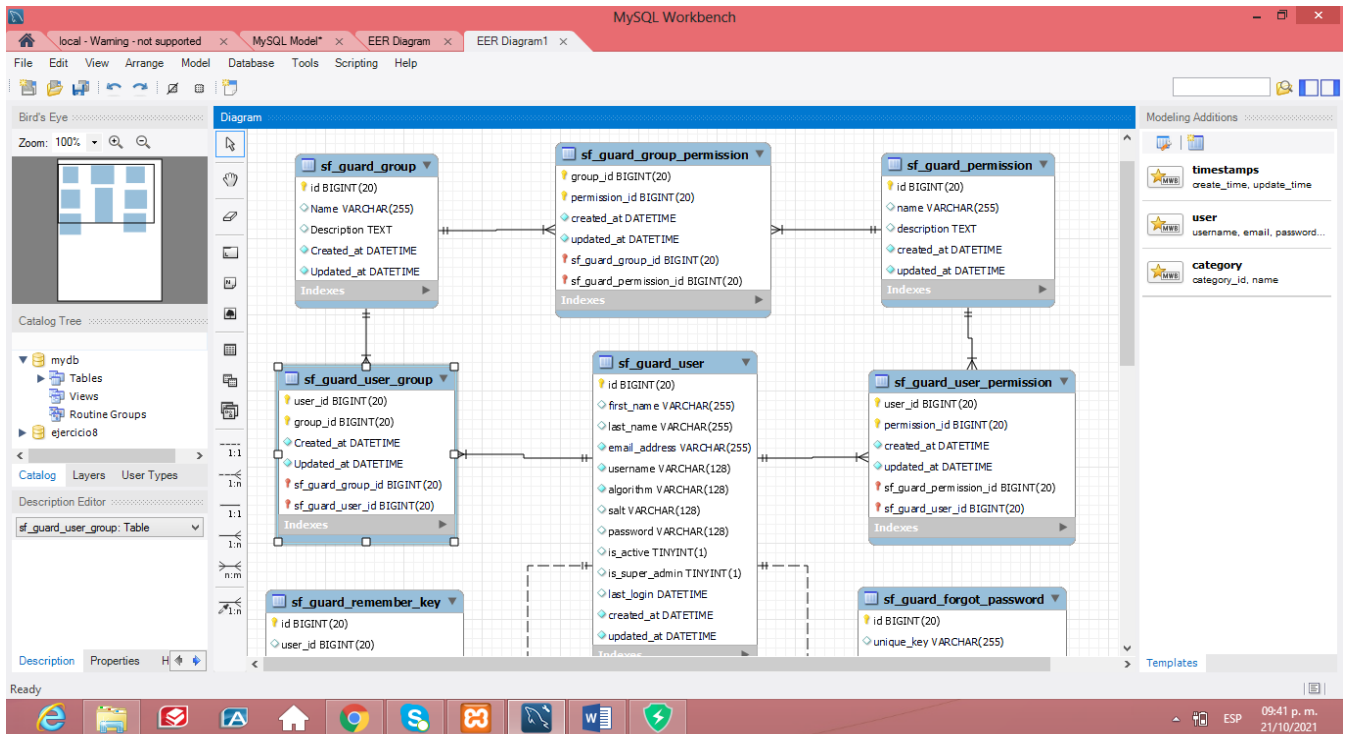 MySQL Workbench
local - Warning - not supported
MySQL Model*
EER Diagram
EER Diagram1
File Edit View Arrange Model Database Tools Scripting Help
Bird's Eye
Zoom: 100%
Diagram
Modeling Additions
timestamps
create_time, update_time
user
username, email, password...
category
category_id, name
Templates
Catalog Tree
mydb
Tables
Views
Routine Groups
ejercicio8
Catalog Layers User Types
Description Editor
sf_guard_user_group: Table
Description Properties H
1:1
1:n
1:1
1:n
n:m
1:n
sf_guard_group
id BIGINT(20)
Name VARCHAR(255)
Description TEXT
Created_at DATETIME
Updated_at DATETIME
Indexes
sf_guard_group_permission
group_id BIGINT(20)
permission_id BIGINT(20)
created_at DATETIME
updated_at DATETIME
sf_guard_group_id BIGINT(20)
sf_guard_permission_id BIGINT(20)
Indexes
sf_guard_permission
id BIGINT(20)
name VARCHAR(255)
description TEXT
created_at DATETIME
updated_at DATETIME
Indexes
sf_guard_user_group
user_id BIGINT(20)
group_id BIGINT(20)
Created_at DATETIME
Updated_at DATETIME
sf_guard_group_id BIGINT(20)
sf_guard_user_id BIGINT(20)
Indexes
sf_guard_user
id BIGINT(20)
first_name VARCHAR(255)
last_name VARCHAR(255)
email_address VARCHAR(255)
username VARCHAR(128)
algorithm VARCHAR(128)
salt VARCHAR(128)
password VARCHAR(128)
is_active TINYINT(1)
is_super_admin TINYINT(1)
last_login DATETIME
created_at DATETIME
updated_at DATETIME
Indexes
sf_guard_user_permission
user_id BIGINT(20)
permission_id BIGINT(20)
created_at DATETIME
updated_at DATETIME
sf_guard_permission_id BIGINT(20)
sf_guard_user_id BIGINT(20)
Indexes
sf_guard_remember_key
id BIGINT(20)
user_id BIGINT(20)
sf_guard_forgot_password
id BIGINT(20)
unique_key VARCHAR(255)
Ready
ESP
09:41 p. m.
21/10/2021